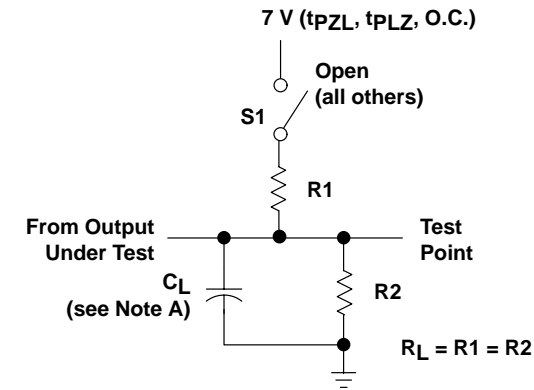 7 V (tPZL, tPLZ, O.C.)
Open
(all others)
S1
R1
From Output
Under Test
Test
Point
CL
(see Note A)
R2
RL = R1 = R2